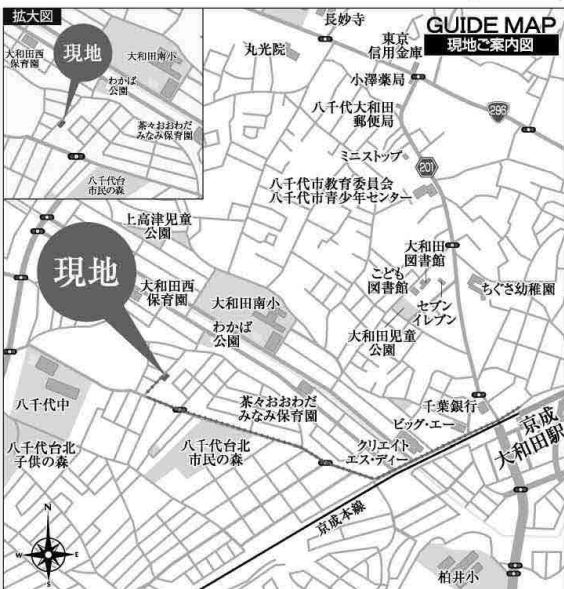 拡大図
大和田西
保育園
現地
大和田南小
わかば
公園
茶々おおわだ
みなみ保育園
八千代台
市民の森
GUIDE MAP
現地ご案内図
長妙寺
丸光院
東京
信用金庫
小澤薬局
296
八千代大和田
郵便局
ミニストップ
201
八千代市教育委員会
八千代市青少年センター
上高津児童
公園
大和田
図書館
現地
大和田西
保育園
大和田南小
わかば
公園
こども
図書館
セブン
イレブン
ちぐさ幼稚園
大和田児童
公園
八千代中
茶々おおわだ
みなみ保育園
千葉銀行
ビッグ・エー
京成
大和田駅
八千代台北
子供の森
八千代台北
市民の森
クリエイト
エス・ディー
京成本線
N
W
E
S
柏井小